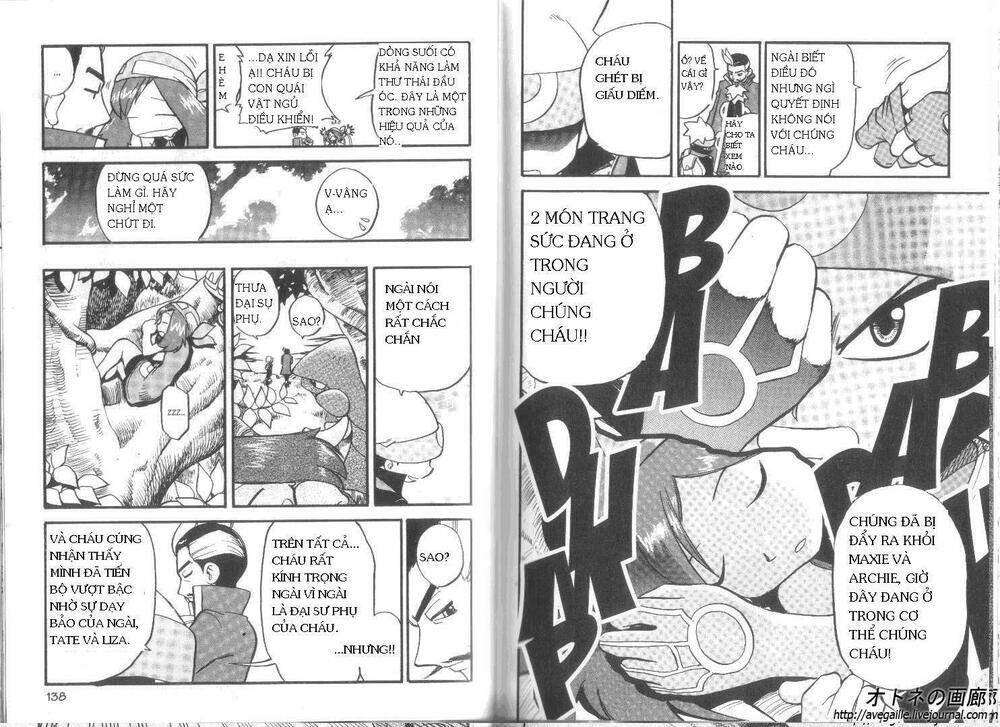 E
H
È
M
...DẠ XIN LỖI
Ạ!! CHÁU BỊ
CON QUÁI
VẬT NGỦ
ĐIỀU KHIỂN!
DÒNG SUỐI CÓ
KHẢ NĂNG LÀM
THƯ THÁI ĐẦU
ÓC. ĐÂY LÀ MỘT
TRONG NHỮNG
HIỆU QUẢ CỦA
NÓ..
ĐỪNG QUÁ SỨC
LÀM GÌ. HÃY
NGHỈ MỘT
CHÚT ĐI.
V-VÂNG
Ạ...
ZZZ...
THƯA
ĐẠI SƯ
PHỤ.
SAO?
NGÀI NÓI
MỘT CÁCH
RẤT CHẮC
CHẮN
VÀ CHÁU CŨNG
NHẬN THẤY
MÌNH ĐÃ TIẾN
BỘ VƯỢT BẬC
NHỜ SỰ DẠY
BẢO CỦA NGÀI,
TATE VÀ LIZA.
TRÊN TẤT CẢ...
CHÁU RẤT
KÍNH TRỌNG
NGÀI VÌ NGÀI
LÀ ĐẠI SƯ PHỤ
CỦA CHÁU.
...NHƯNG!!
SAO?
138
CHÁU
GHÉT BỊ
GIẤU DIẾM.
Ồ? VỀ
CÁI GÌ
VẬY?
HÃY
CHO TA
BIẾT
XEM
NÀO.
NGÀI BIẾT
ĐIỀU ĐÓ
NHƯNG NGÌ
QUYẾT ĐỊNH
KHÔNG NÓI
VỚI CHÚNG
CHÁU...
2 MÓN TRANG
SỨC ĐANG Ở
TRONG
NGƯỜI
CHÚNG
CHÁU!!
CHÚNG ĐÃ BỊ
ĐẨY RA KHỎI
MAXIE VÀ
ARCHIE, GIỜ
ĐÂY ĐANG Ở
TRONG CƠ
THỂ CHÚNG
CHÁU!
オトネの画廊
http://avegaille.livejournal.com/